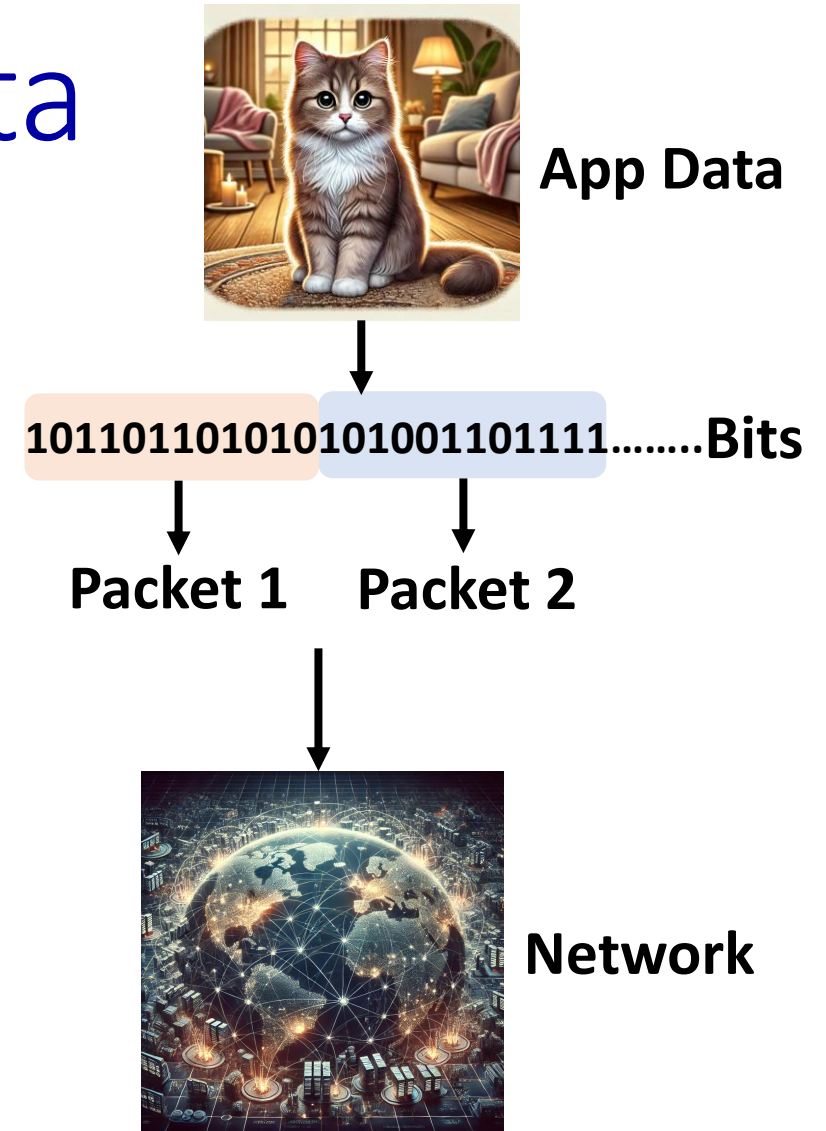 ta
App Data
101101101010101001101111........Bits
Packet 1 Packet 2
Network